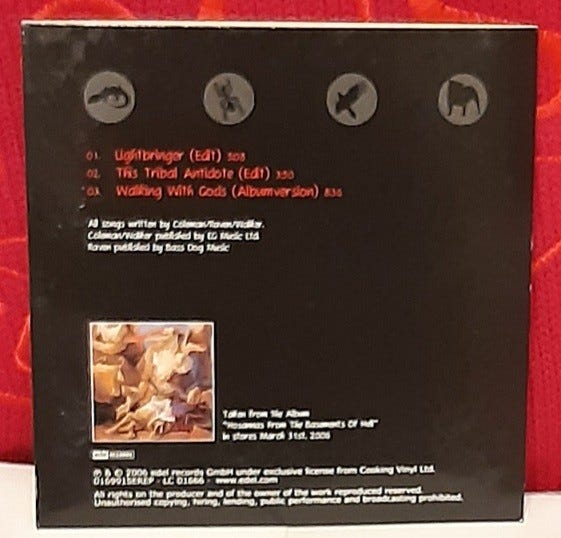 01. Lightbringer (Edit) 3:03
02. This Tribal Antidote (Edit) 3:50
03. Walking With Gods (Albumversion) 8:36
All songs written by Coleman/Raven/Walker.
Coleman/Walker published by EG Music Ltd.
Raven published by Bass Dog Music
Taken From The Album
"Hosannas From The Basements Of Hell"
in stores March 31st, 2006
℗ & © 2006 edel records GmbH under exclusive license from Cooking Vinyl Ltd.
0169915EREP - LC 01666 - www.edel.com
All rights on the producer and of the owner of the work reproduced reserved.
Unauthorised copying, hiring, lending, public performance and broadcasting prohibited.